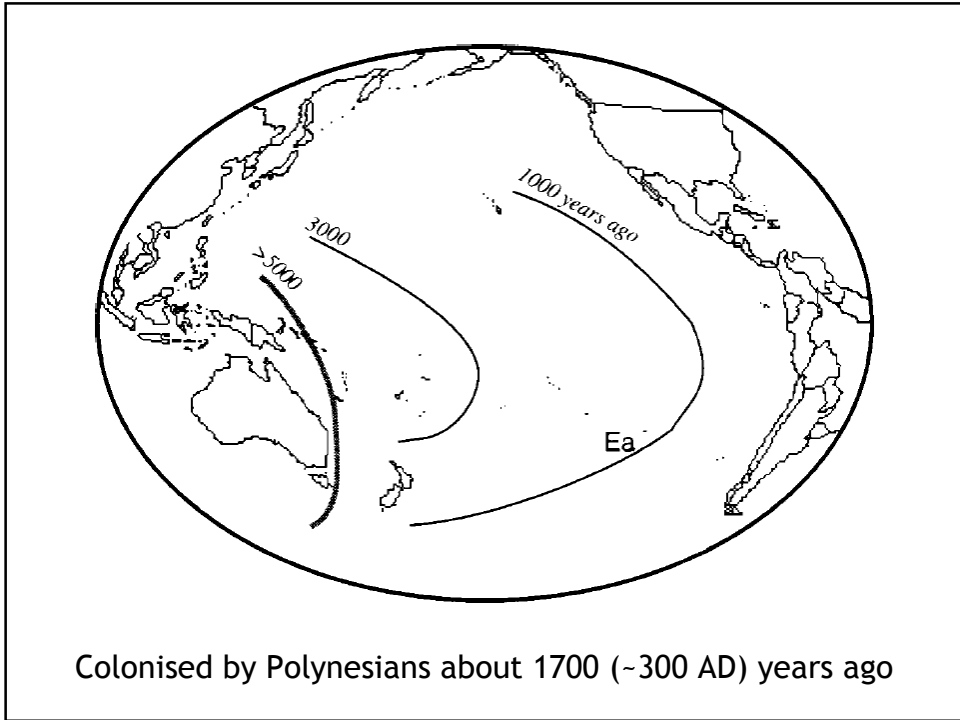 1000 years ago
3000
>5000
Ea
Colonised by Polynesians about 1700 (~300 AD) years ago